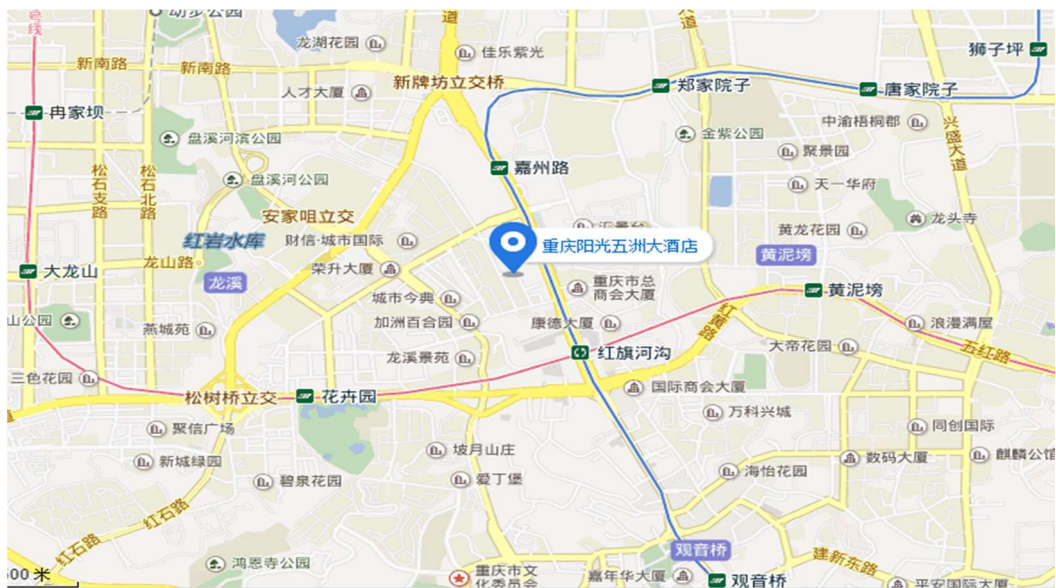 动步公园
道
道
龙湖花园
佳乐紫光
狮子坪
新南路
新南路
新牌坊立交桥
人才大厦
郑家院子
唐家院子
冉家坝
中渝梧桐郡
盘溪河滨公园
金紫公园
兴盛大道
聚景园
松石支路
松石北路
嘉州路
盘溪河公园
天一华府
安家咀立交
龙头寺
红岩水库
财信·城市国际
汇景台
黄龙花园
重庆阳光五洲大酒店
黄泥塝
龙山路
大龙山
荣升大厦
龙溪
重庆市总
商会大厦
黄泥塝
城市今典
红黄路
山公园
燕城苑
加洲百合园
康德大厦
浪漫满屋
五红路
龙溪景苑
红旗河沟
大帝花园
三色花园
松树桥立交
花卉园
国际商会大厦
万科兴城
聚信广场
同创国际
坡月山庄
新城绿园
数码大厦
麒麟公馆
碧泉花园
爱丁堡
海怡花园
红石路
红石路
鸿恩寺公园
观音桥
建新东路
00 米
重庆市文
化委员会
嘉年华大厦
观音桥
平安国际大厦